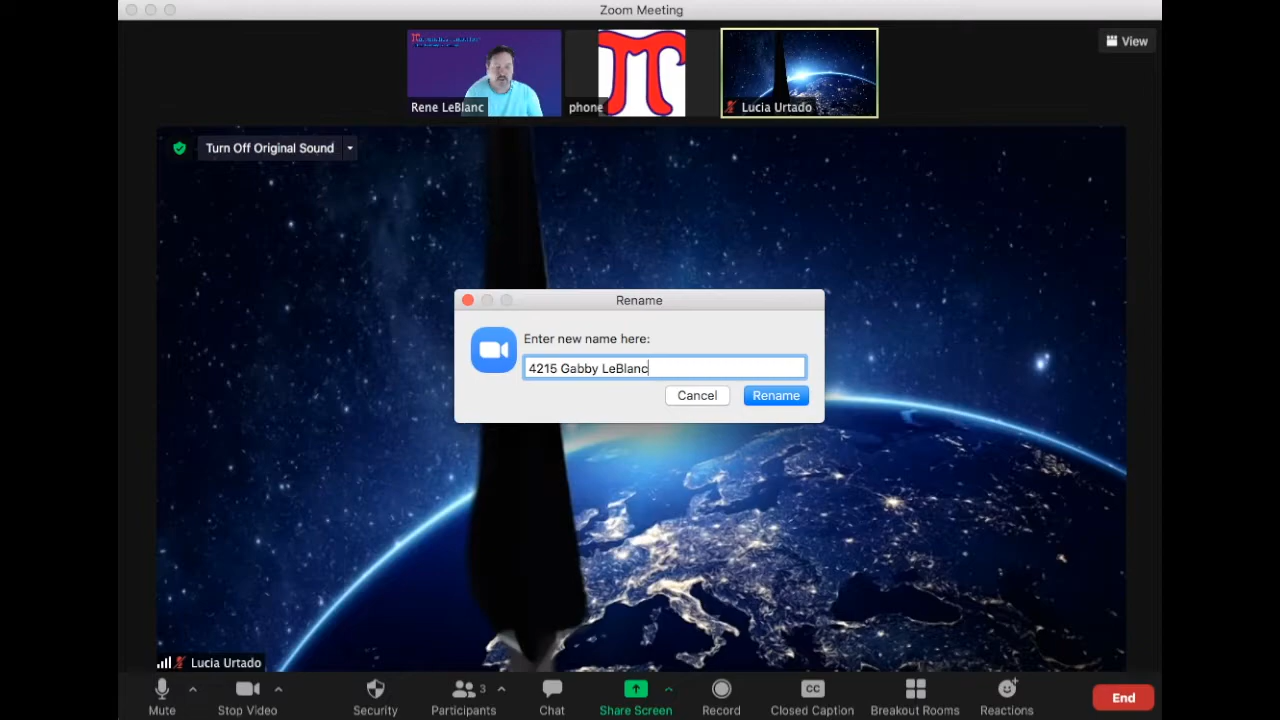 Zoom Meeting
View
Rene LeBlanc
phone
Lucia Urtado
Turn Off Original Sound
Rename
Enter new name here:
4215 Gabby LeBlanc
Cancel
Rename
Lucia Urtado
Mute
Stop Video
Security
3
Participants
Chat
Share Screen
Record
CC
Closed Caption
Breakout Rooms
Reactions
End